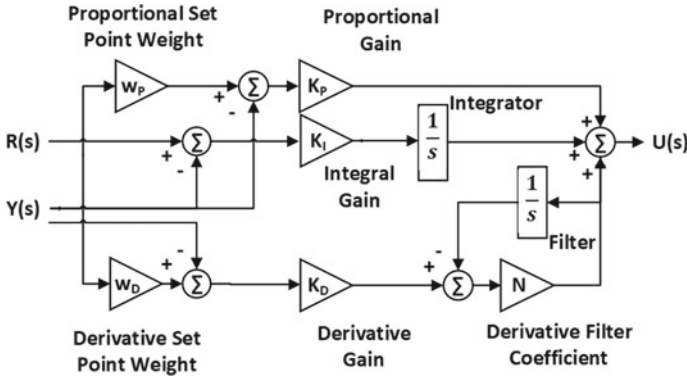 Proportional Set
Point Weight
Proportional
Gain
w_P
Σ
+
-
K_P
Integrator
+
R(s)
Σ
+
-
K_I
1/s
Σ
+
+
U(s)
Integral
Gain
Y(s)
1/s
Filter
-
+
w_D
Σ
K_D
-
+
Σ
N
Derivative Set
Point Weight
Derivative
Gain
Derivative Filter
Coefficient